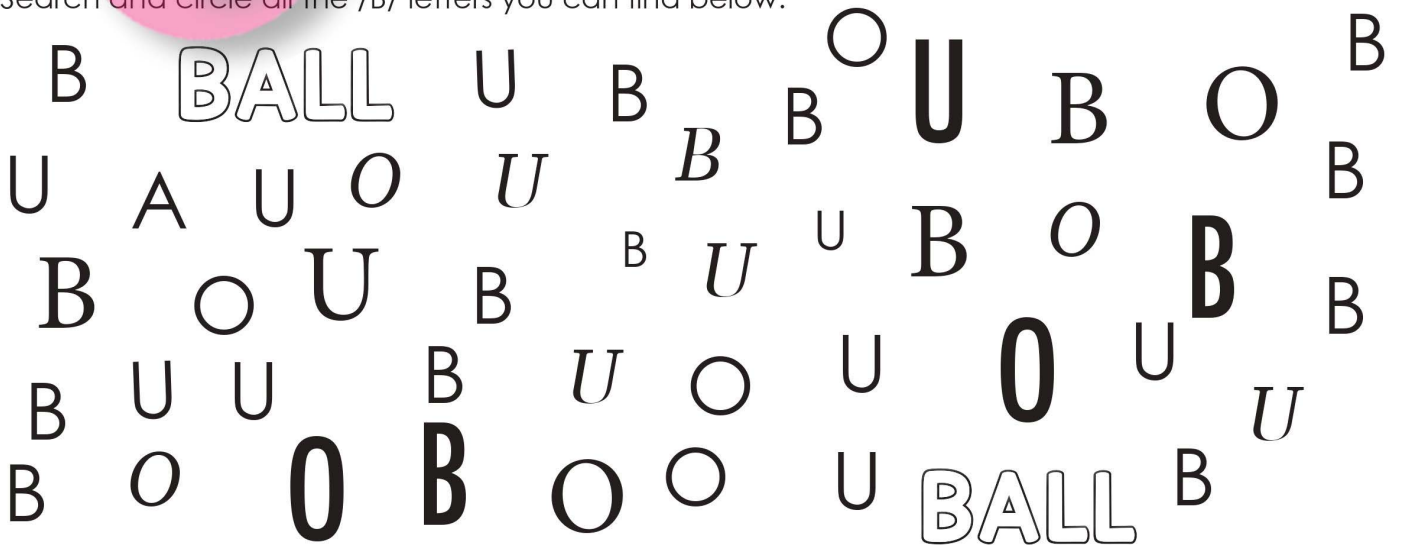 Search and circle all the /B/ letters you can find below.
B BALL U B B O U B O B
U A U O U B B
B O U B B U U B O B B
B U U B U O U O U U
B O O B O O U BALL B